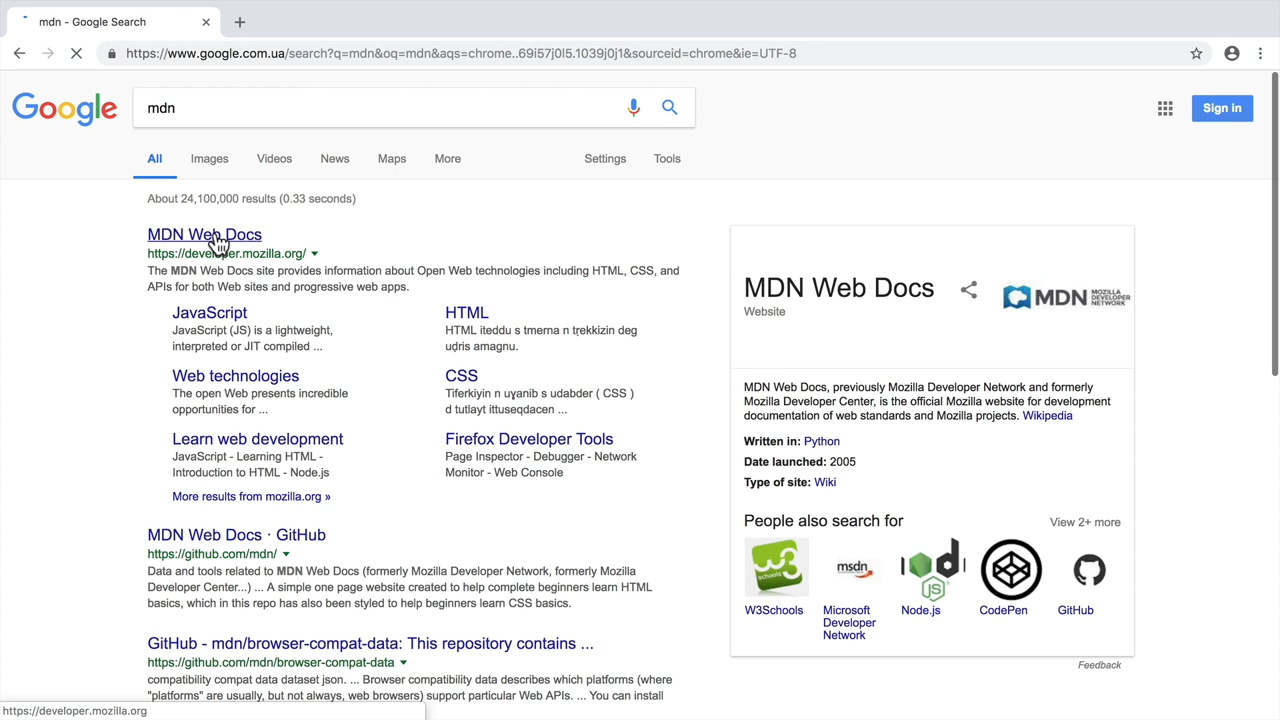 mdn - Google Search
https://www.google.com.ua/search?q=mdn&oq=mdn&aqs=chrome..69i57j0l5.1039j0j1&sourceid=chrome&ie=UTF-8
Google
mdn
Sign in
All Images Videos News Maps More Settings Tools
About 24,100,000 results (0.33 seconds)
MDN Web Docs
https://developer.mozilla.org/
The MDN Web Docs site provides information about Open Web technologies including HTML, CSS, and
APIs for both Web sites and progressive web apps.
JavaScript
JavaScript (JS) is a lightweight,
interpreted or JIT compiled ...
HTML
HTML iteddu s tmerna n ṭrekkizin deg
uḍris amagnu.
Web technologies
The open Web presents incredible
opportunities for ...
CSS
Tiferkiyin n uɣanib s udabder ( CSS )
d tutlayt ittuseqdacen ...
Learn web development
JavaScript - Learning HTML -
Introduction to HTML - Node.js
Firefox Developer Tools
Page Inspector - Debugger - Network
Monitor - Web Console
More results from mozilla.org »
MDN Web Docs · GitHub
https://github.com/mdn/
Data and tools related to MDN Web Docs (formerly Mozilla Developer Network, formerly Mozilla
Developer Center...) ... A simple one page website created to help complete beginners learn HTML
basics, which in this repo has also been styled to help beginners learn CSS basics.
GitHub - mdn/browser-compat-data: This repository contains ...
https://github.com/mdn/browser-compat-data
compatibility compat data dataset json. ... Browser compatibility data describes which platforms (where
"platforms" are usually, but not always, web browsers) support particular Web APIs. ... You can install
MDN Web Docs
Website
MDN MOZILLA
DEVELOPER
NETWORK
MDN Web Docs, previously Mozilla Developer Network and formerly
Mozilla Developer Center, is the official Mozilla website for development
documentation of web standards and Mozilla projects. Wikipedia
Written in: Python
Date launched: 2005
Type of site: Wiki
People also search for
View 2+ more
w3
schools
msdn
node
JS
W3Schools
Microsoft
Developer
Network
Node.js
CodePen
GitHub
Feedback
https://developer.mozilla.org